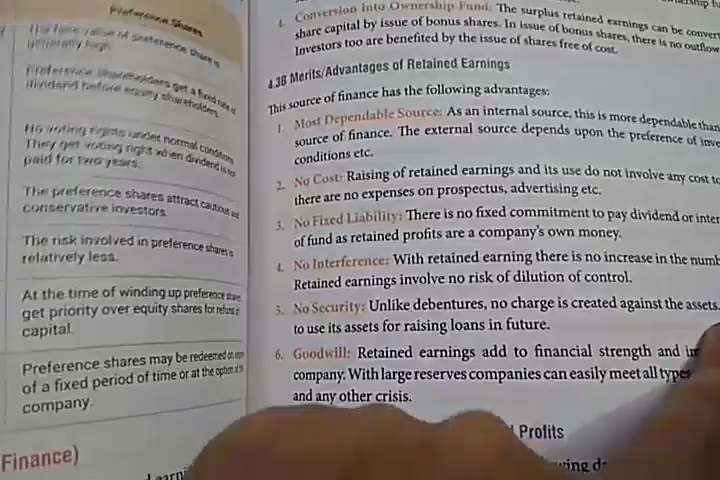 Preference Shares
The face value of preference share is
generally high.
Preference shareholders get a fixed rate of
dividend before equity shareholders.
No voting rights under normal conditions
They get voting right when dividend is not
paid for two years.
The preference shares attract cautious and
conservative investors.
The risk involved in preference shares is
relatively less.
At the time of winding up preference shares
get priority over equity shares for refund of
capital.
Preference shares may be redeemed on
of a fixed period of time or at the option of the
company.
Finance)
4. Conversion Into Ownership Fund: The surplus retained earnings can be
share capital by issue of bonus shares. In issue of bonus shares, there is no outflow
Investors too are benefited by the issue of shares free of cost.
4.3B Merits/Advantages of Retained Earnings
This source of finance has the following advantages:
1. Most Dependable Source: As an internal source, this is more dependable than
source of finance. The external source depends upon the preference of
conditions etc.
2. No Cost: Raising of retained earnings and its use do not involve any cost
there are no expenses on prospectus, advertising etc.
3. No Fixed Liability: There is no fixed commitment to pay dividend or
of fund as retained profits are a company's own money.
4. No Interference: With retained earning there is no increase in the
Retained earnings involve no risk of dilution of control.
5. No Security: Unlike debentures, no charge is created against the assets.
to use its assets for raising loans in future.
6. Goodwill: Retained earnings add to financial strength and
company. With large reserves companies can easily meet all
and any other crisis.
Profits